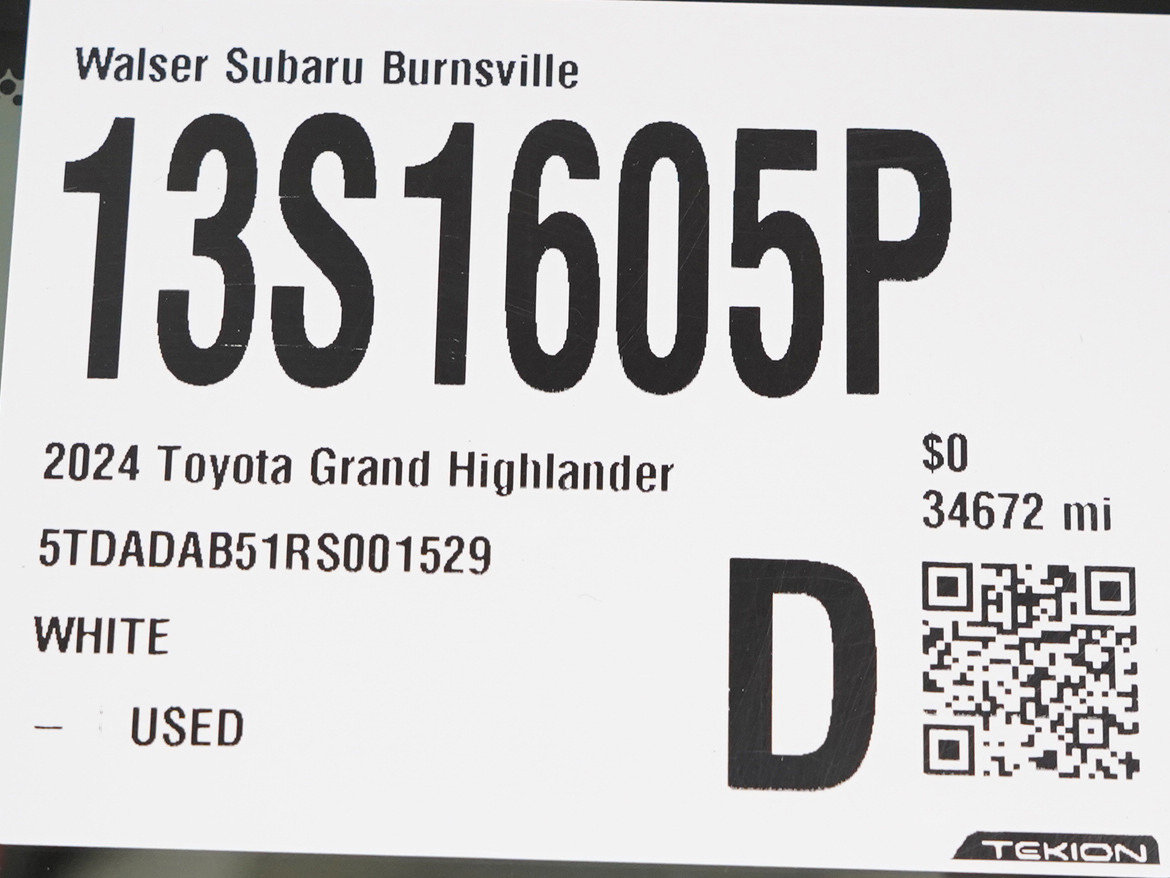 Walser Subaru Burnsville
13S1605P
2024 Toyota Grand Highlander
$0
34672 mi
5TDADAB51RS001529
WHITE
– USED
D
TEKION